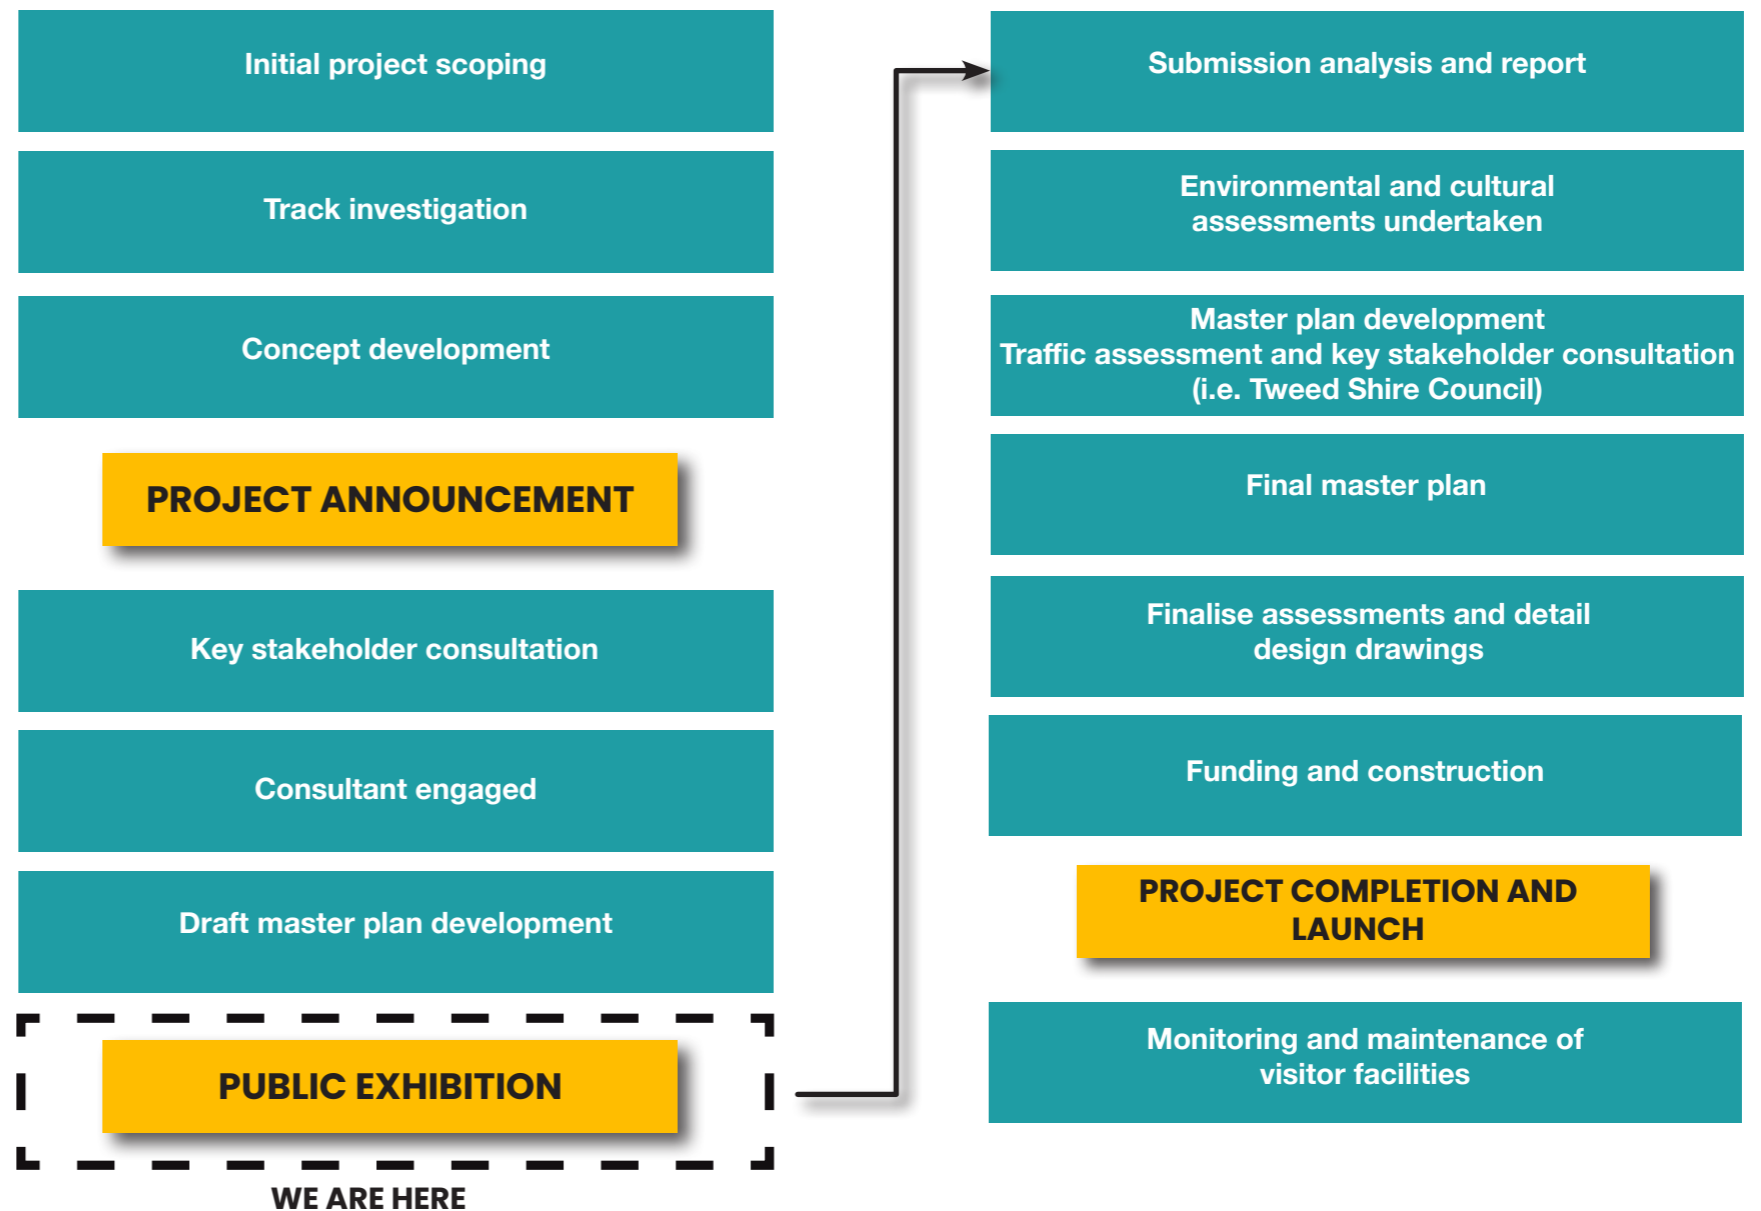 Initial project scoping
Track investigation
Concept development
PROJECT ANNOUNCEMENT
Key stakeholder consultation
Consultant engaged
Draft master plan development
PUBLIC EXHIBITION
WE ARE HERE
Submission analysis and report
Environmental and cultural
assessments undertaken
Master plan development
Traffic assessment and key stakeholder consultation
(i.e. Tweed Shire Council)
Final master plan
Finalise assessments and detail
design drawings
Funding and construction
PROJECT COMPLETION AND
LAUNCH
Monitoring and maintenance of
visitor facilities